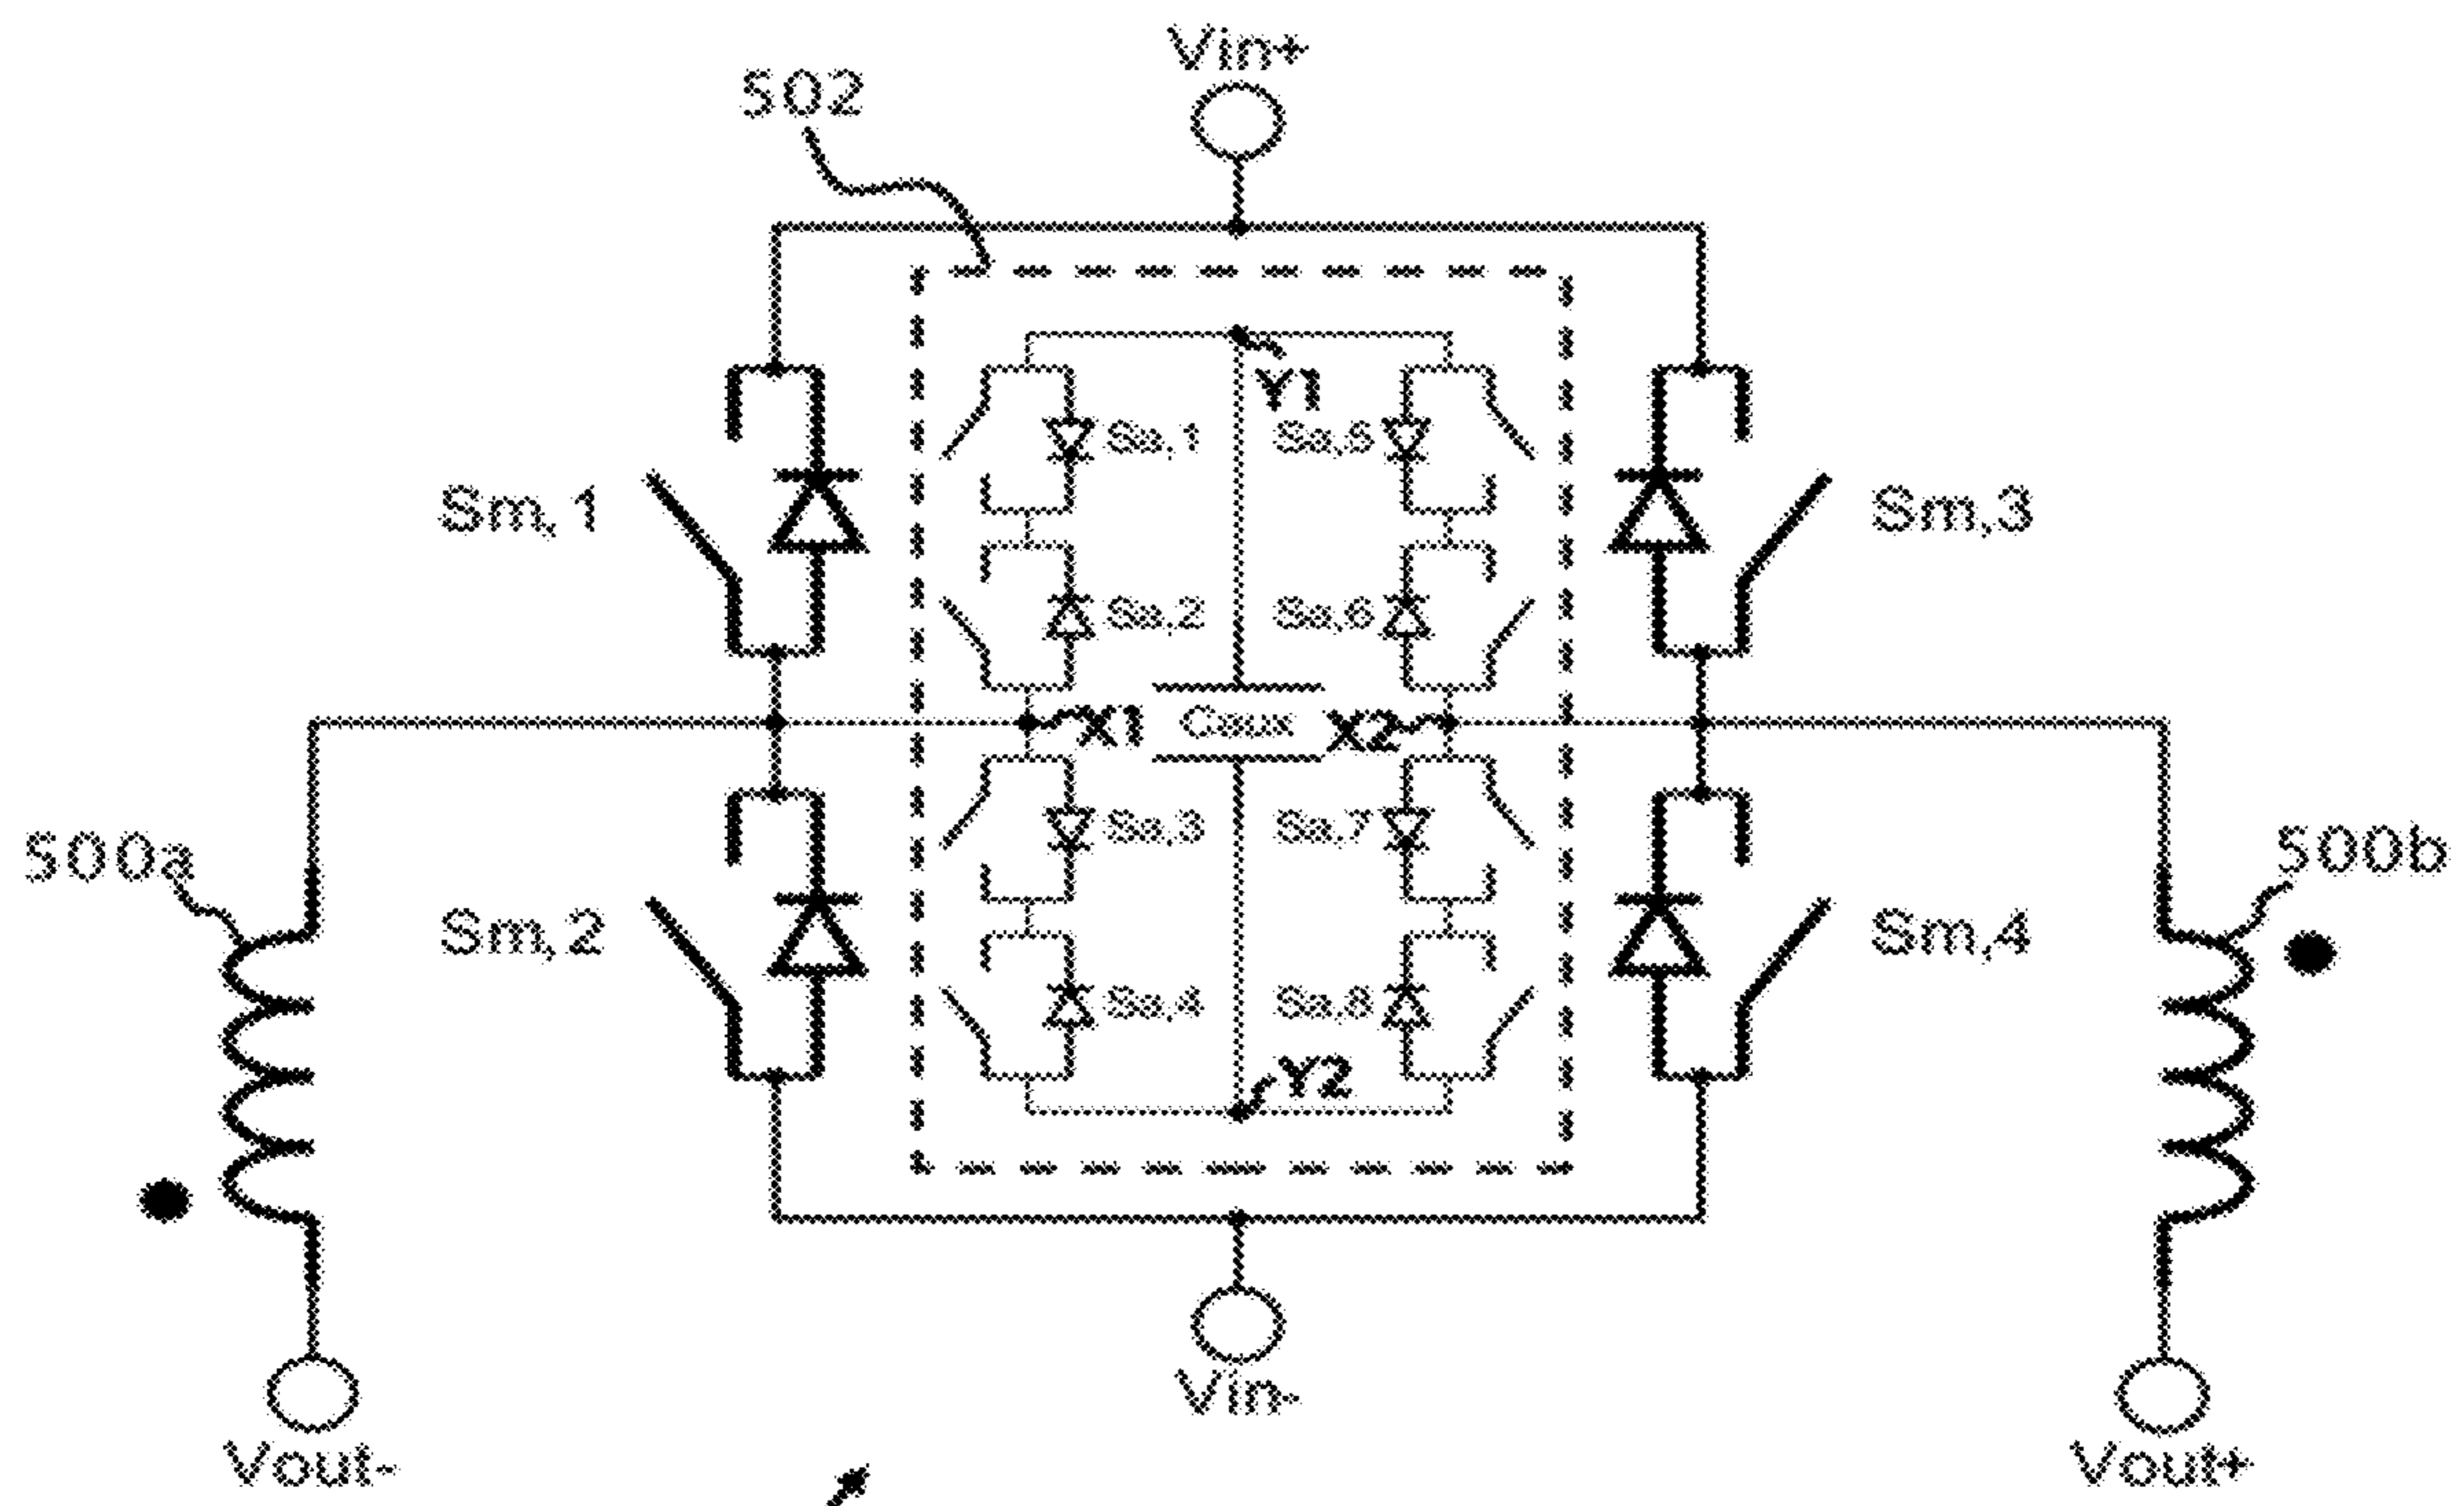 Vin+
502
Y1
Sa,1
Sa,5
Sm,1
Sm,3
Sa,2
Sa,6
X1
Caux
X2
Sa,3
Sa,7
500a
500b
Sm,2
Sm,4
Sa,4
Sa,8
Y2
Vin-
Vout-
Vout+